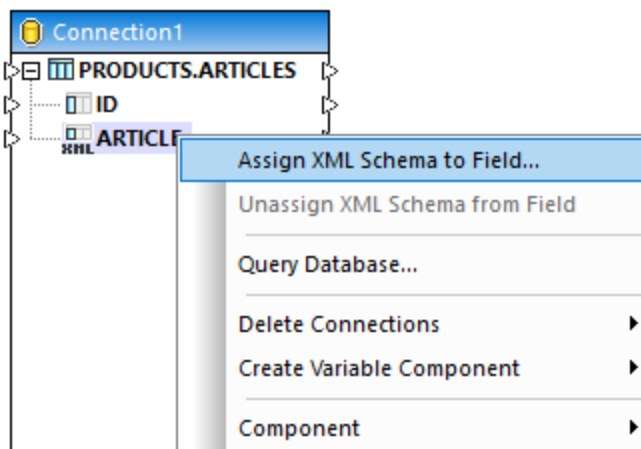 Connection1
PRODUCTS.ARTICLES
ID
XML ARTICLE
Assign XML Schema to Field...
Unassign XML Schema from Field
Query Database...
Delete Connections
Create Variable Component
Component